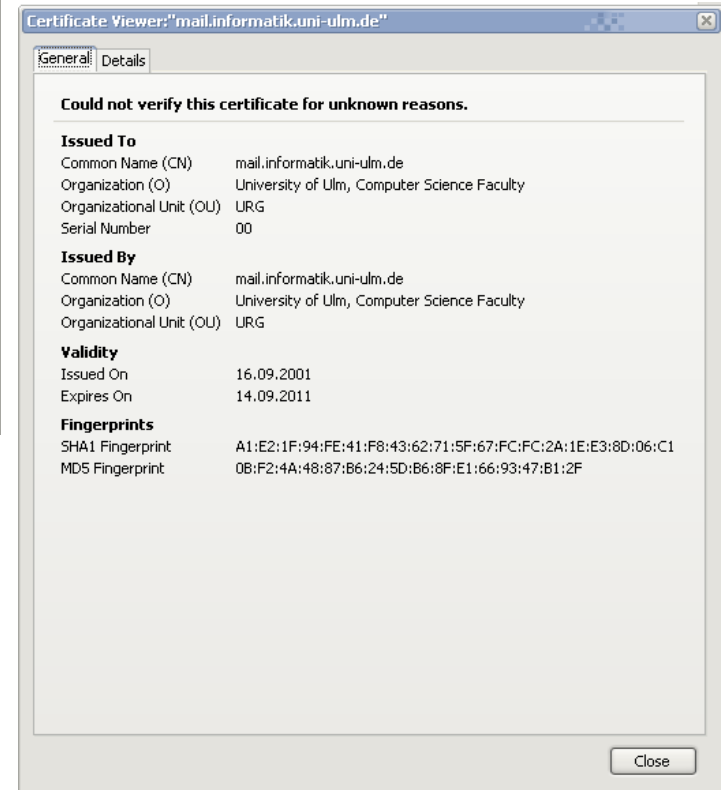 Certificate Viewer:"mail.informatik.uni-ulm.de"
General Details
Could not verify this certificate for unknown reasons.
Issued To
Common Name (CN) mail.informatik.uni-ulm.de
Organization (O) University of Ulm, Computer Science Faculty
Organizational Unit (OU) URG
Serial Number 00
Issued By
Common Name (CN) mail.informatik.uni-ulm.de
Organization (O) University of Ulm, Computer Science Faculty
Organizational Unit (OU) URG
Validity
Issued On 16.09.2001
Expires On 14.09.2011
Fingerprints
SHA1 Fingerprint A1:E2:1F:94:FE:41:F8:43:62:71:5F:67:FC:FC:2A:1E:E3:8D:06:C1
MD5 Fingerprint 0B:F2:4A:48:87:B6:24:5D:B6:8F:E1:66:93:47:B1:2F
Close